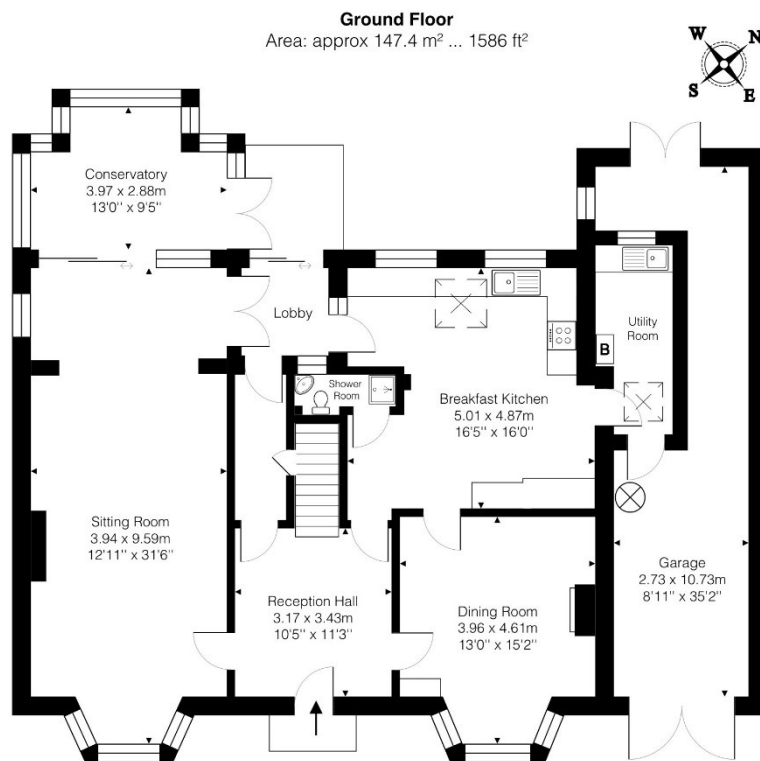 Ground Floor
Area: approx 147.4 m² ... 1586 ft²
W N
S E
Conservatory
3.97 x 2.88m
13'0" x 9'5"
Lobby
Utility
Room
B
Shower
Room
Breakfast Kitchen
5.01 x 4.87m
16'5" x 16'0"
Sitting Room
3.94 x 9.59m
12'11" x 31'6"
Reception Hall
3.17 x 3.43m
10'5" x 11'3"
Dining Room
3.96 x 4.61m
13'0" x 15'2"
Garage
2.73 x 10.73m
8'11" x 35'2"